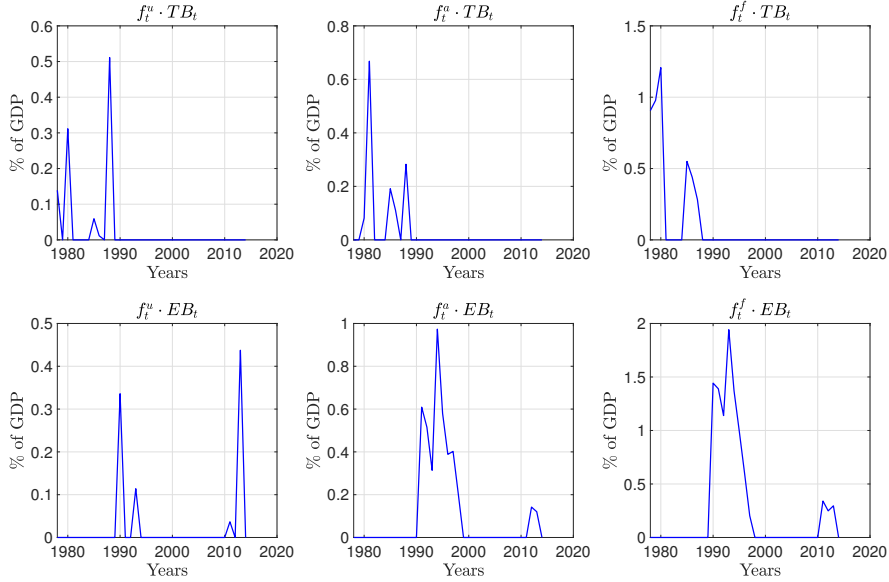 f_t^u · TB_t
% of GDP
0.6
0.5
0.4
0.3
0.2
0.1
0
1980 1990 2000 2010 2020
Years
f_t^a · TB_t
% of GDP
0.8
0.6
0.4
0.2
0
1980 1990 2000 2010 2020
Years
f_t^f · TB_t
% of GDP
1.5
1
0.5
0
1980 1990 2000 2010 2020
Years
f_t^u · EB_t
% of GDP
0.5
0.4
0.3
0.2
0.1
0
1980 1990 2000 2010 2020
Years
f_t^a · EB_t
% of GDP
1
0.8
0.6
0.4
0.2
0
1980 1990 2000 2010 2020
Years
f_t^f · EB_t
% of GDP
2
1.5
1
0.5
0
1980 1990 2000 2010 2020
Years